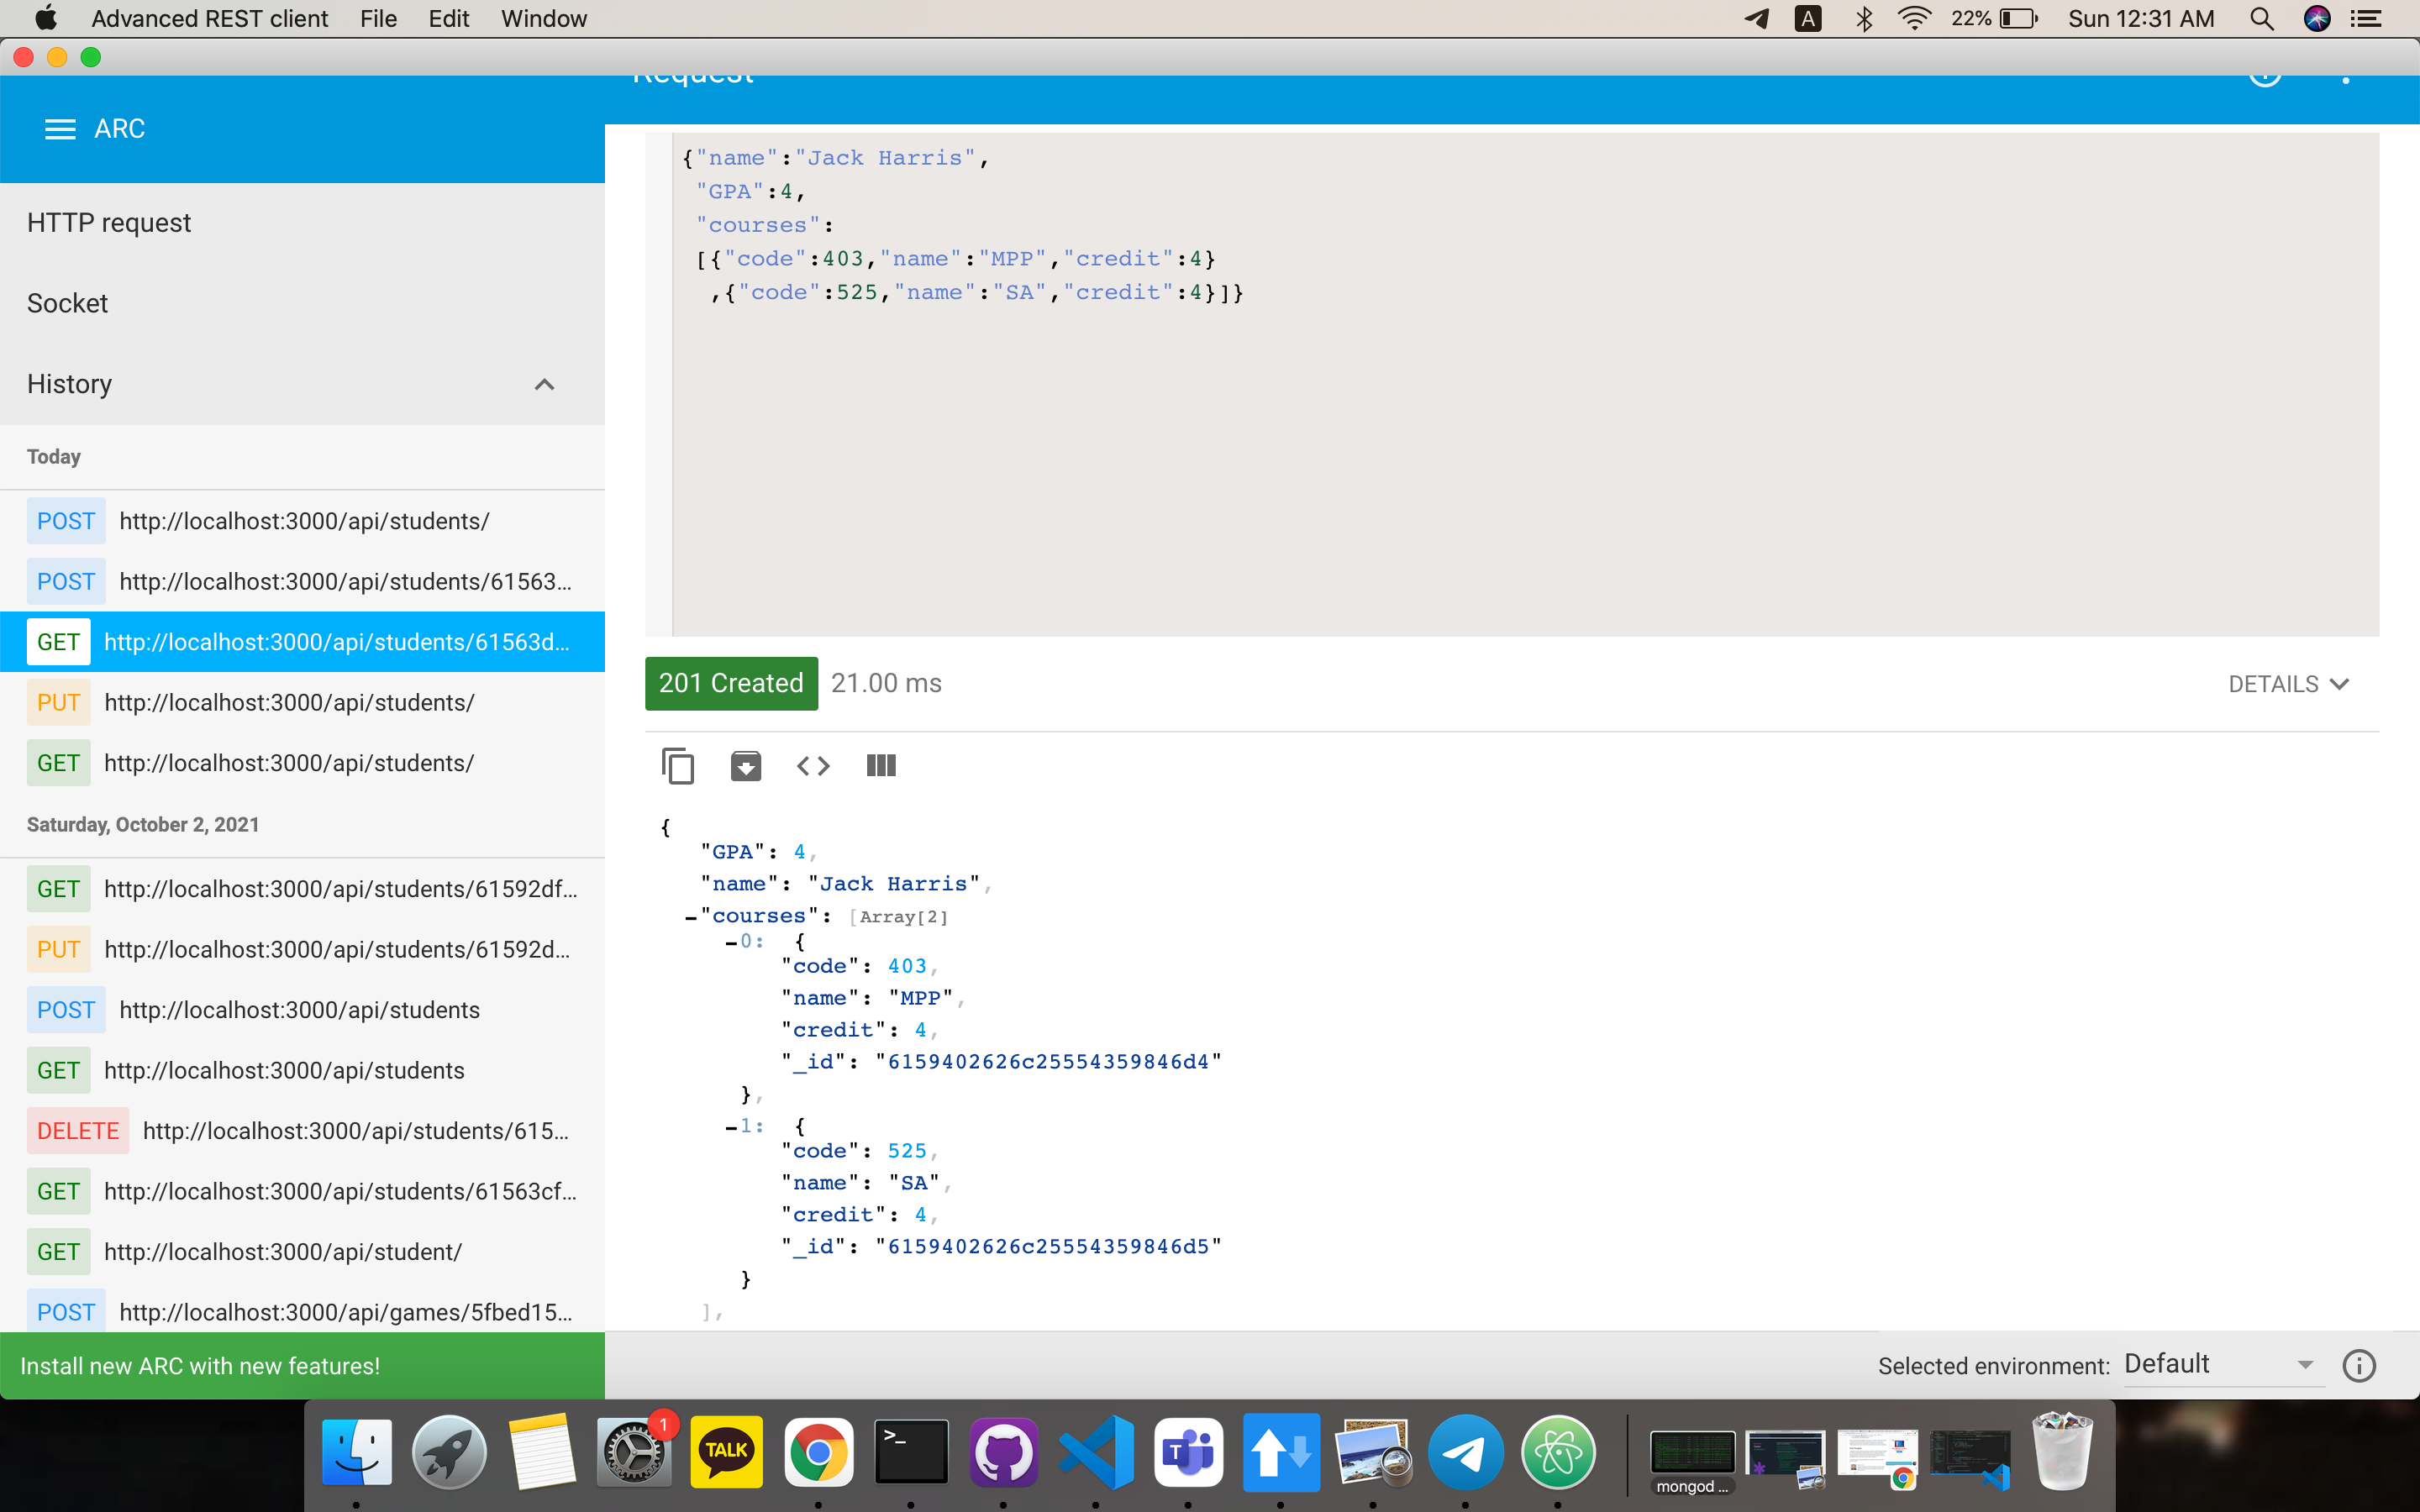 Advanced REST client File Edit Window
A 22% Sun 12:31 AM
Request
ARC
HTTP request
Socket
History
Today
POST http://localhost:3000/api/students/
POST http://localhost:3000/api/students/61563...
GET http://localhost:3000/api/students/61563d...
PUT http://localhost:3000/api/students/
GET http://localhost:3000/api/students/
Saturday, October 2, 2021
GET http://localhost:3000/api/students/61592df...
PUT http://localhost:3000/api/students/61592d...
POST http://localhost:3000/api/students
GET http://localhost:3000/api/students
DELETE http://localhost:3000/api/students/615...
GET http://localhost:3000/api/students/61563cf...
GET http://localhost:3000/api/student/
POST http://localhost:3000/api/games/5fbed15...
Install new ARC with new features!
{"name":"Jack Harris",
"GPA":4,
"courses":
[{"code":403,"name":"MPP","credit":4}
,{"code":525,"name":"SA","credit":4}]}
201 Created 21.00 ms DETAILS
{
"GPA": 4,
"name": "Jack Harris",
-"courses": [Array[2]
-0: {
"code": 403,
"name": "MPP",
"credit": 4,
"_id": "6159402626c25554359846d4"
},
-1: {
"code": 525,
"name": "SA",
"credit": 4,
"_id": "6159402626c25554359846d5"
}
],
Selected environment: Default
1
TALK
>_
T
mongod ...